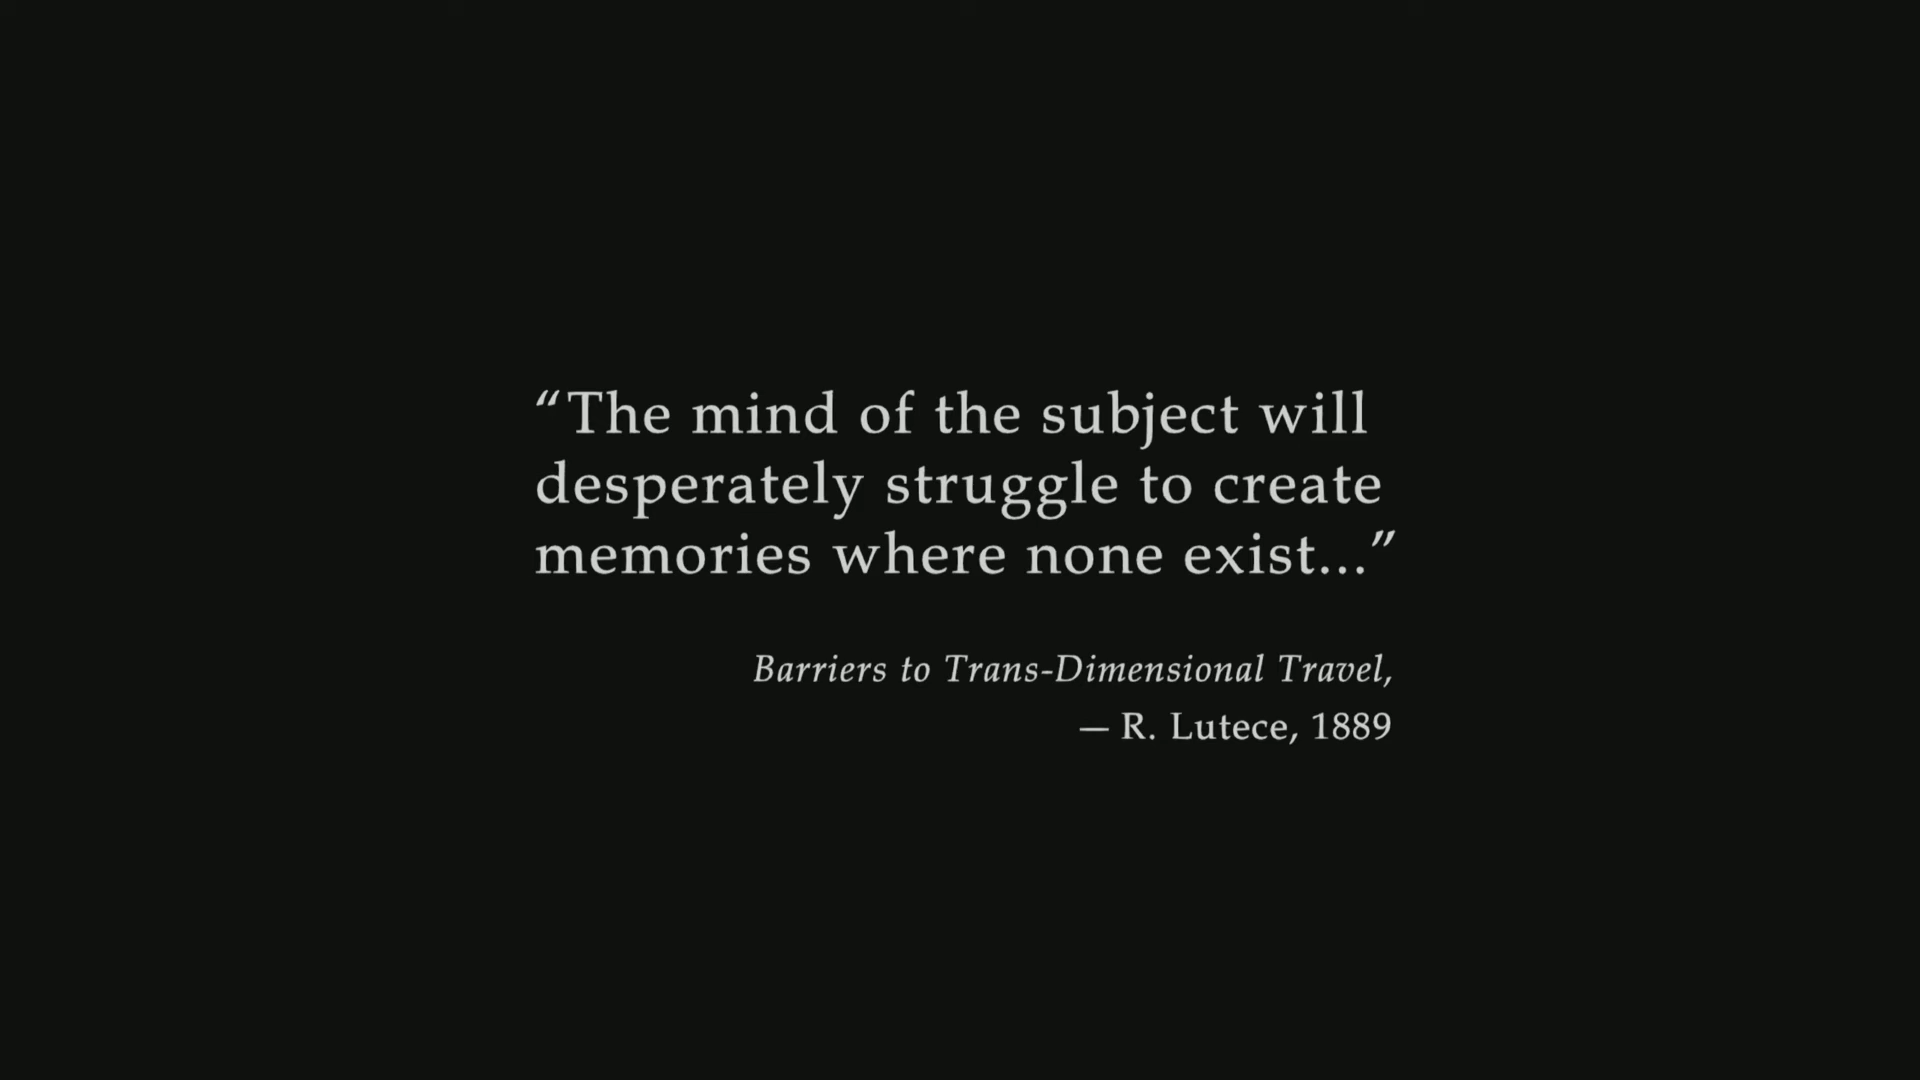 “The mind of the subject will
desperately struggle to create
memories where none exist...”
Barriers to Trans-Dimensional Travel,
— R. Lutece, 1889